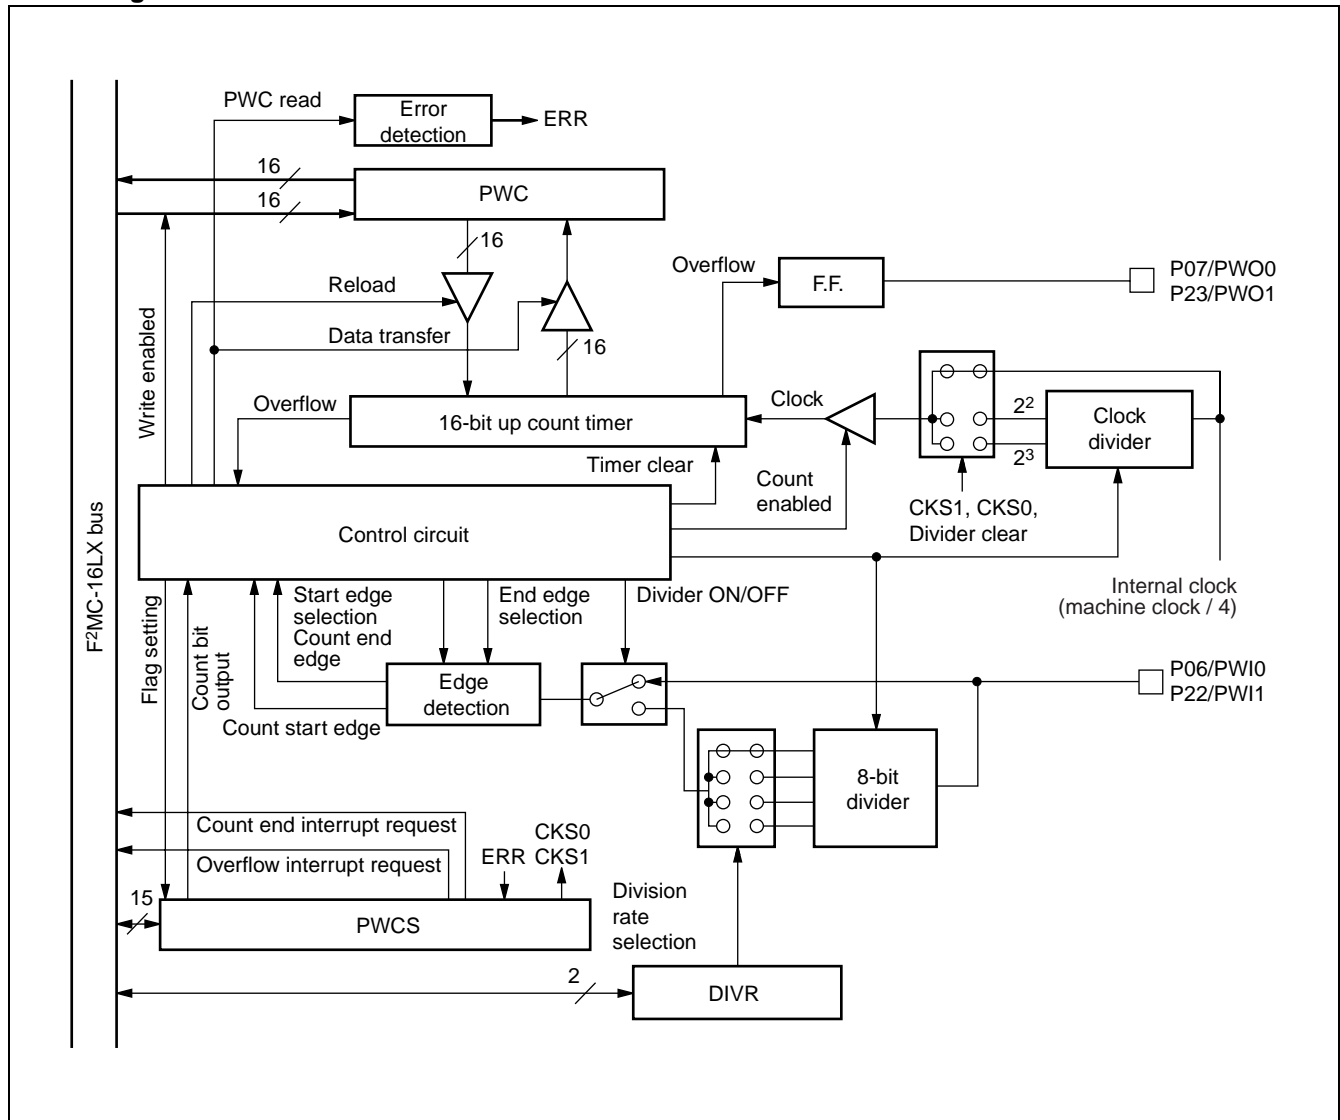 PWC read
Error
detection
ERR
16
PWC
16
16
Reload
Overflow
F.F.
P07/PWO0
P23/PWO1
Data transfer
16
Write enabled
Overflow
16-bit up count timer
Clock
2²
Clock
divider
2³
Timer clear
Count
enabled
CKS1, CKS0,
Divider clear
F²MC-16LX bus
Control circuit
Internal clock
(machine clock / 4)
Flag setting
Count bit
output
Start edge
selection
Count end
edge
End edge
selection
Divider ON/OFF
Edge
detection
P06/PWI0
P22/PWI1
Count start edge
8-bit
divider
Count end interrupt request
Overflow interrupt request
ERR
CKS0
CKS1
15
PWCS
Division
rate
selection
2
DIVR